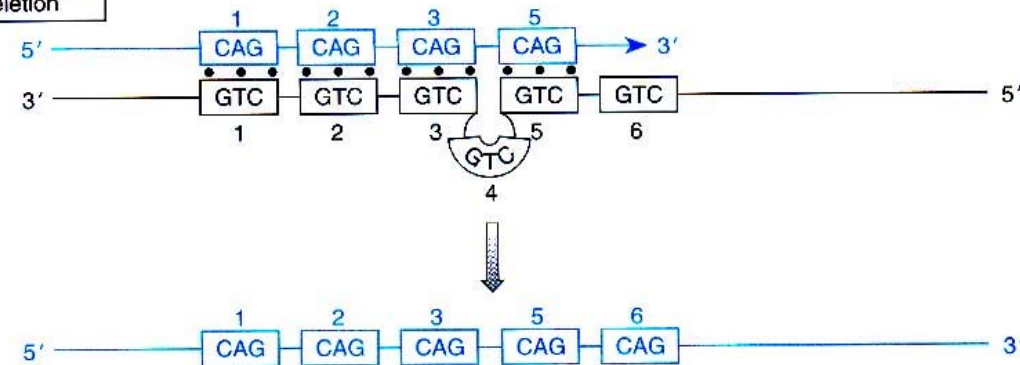 1 2 3 5
5′ CAG CAG CAG CAG 3′
3′ GTC GTC GTC GTC GTC 5′
1 2 3 5 6
GTC
4
1 2 3 5 6
5′ CAG CAG CAG CAG CAG 3′